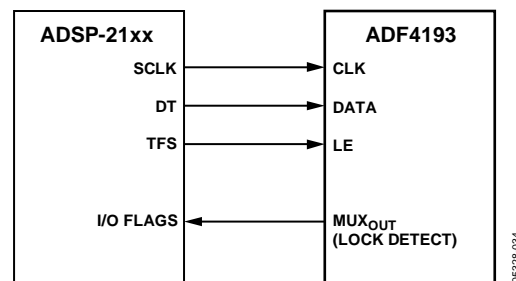 ADSP-21xx
ADF4193
SCLK
CLK
DT
DATA
TFS
LE
I/O FLAGS
MUXOUT
(LOCK DETECT)